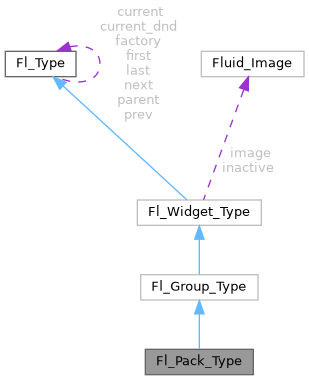 current
current_dnd
factory
first
last
next
parent
prev
Fl_Type
Fluid_Image
image
inactive
Fl_Widget_Type
Fl_Group_Type
Fl_Pack_Type